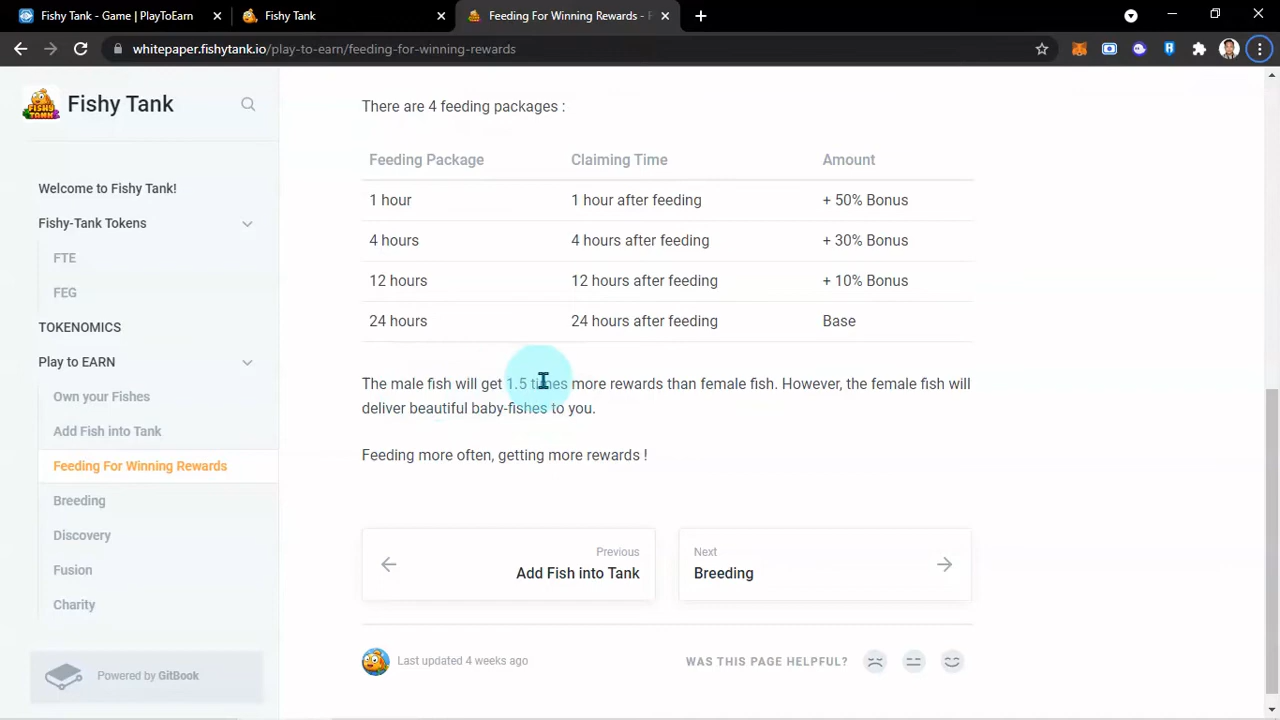 Fishy Tank - Game | PlayToEarn
Fishy Tank
Feeding For Winning Rewards - F
whitepaper.fishytank.io/play-to-earn/feeding-for-winning-rewards
Fishy Tank
Welcome to Fishy Tank!
Fishy-Tank Tokens
FTE
FEG
TOKENOMICS
Play to EARN
Own your Fishes
Add Fish into Tank
Feeding For Winning Rewards
Breeding
Discovery
Fusion
Charity
Powered by GitBook
There are 4 feeding packages :
Feeding Package Claiming Time Amount
1 hour 1 hour after feeding + 50% Bonus
4 hours 4 hours after feeding + 30% Bonus
12 hours 12 hours after feeding + 10% Bonus
24 hours 24 hours after feeding Base
The male fish will get 1.5 times more rewards than female fish. However, the female fish will
deliver beautiful baby-fishes to you.
Feeding more often, getting more rewards !
Previous
Add Fish into Tank
Next
Breeding
Last updated 4 weeks ago
WAS THIS PAGE HELPFUL?